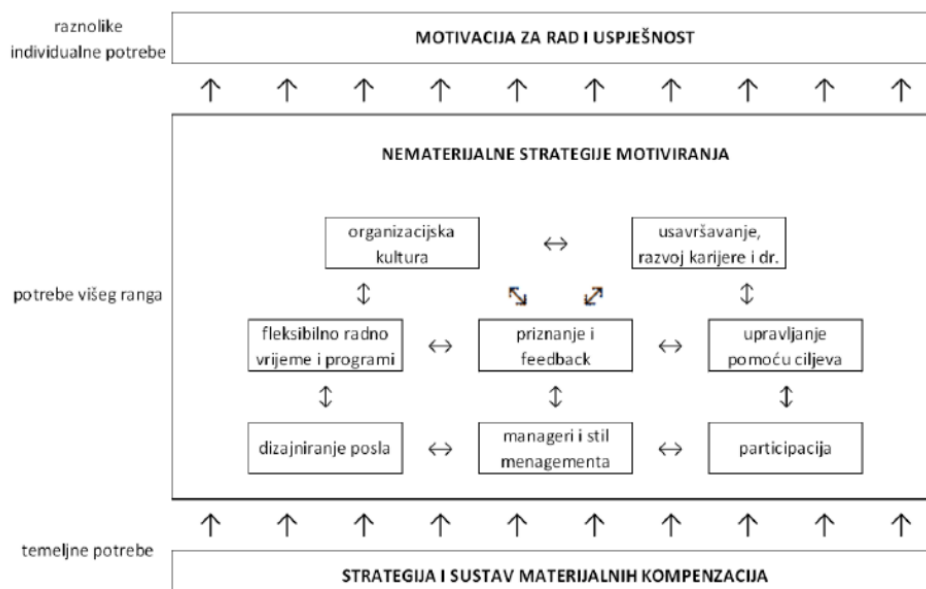 raznolike
individualne potrebe
MOTIVACIJA ZA RAD I USPJEŠNOST
NEMATERIJALNE STRATEGIJE MOTIVIRANJA
organizacijska
kultura
usavršavanje,
razvoj karijere i dr.
potrebe višeg ranga
fleksibilno radno
vrijeme i programi
priznanje i
feedback
upravljanje
pomoću ciljeva
dizajniranje posla
manageri i stil
menagementa
participacija
temeljne potrebe
STRATEGIJA I SUSTAV MATERIJALNIH KOMPENZACIJA